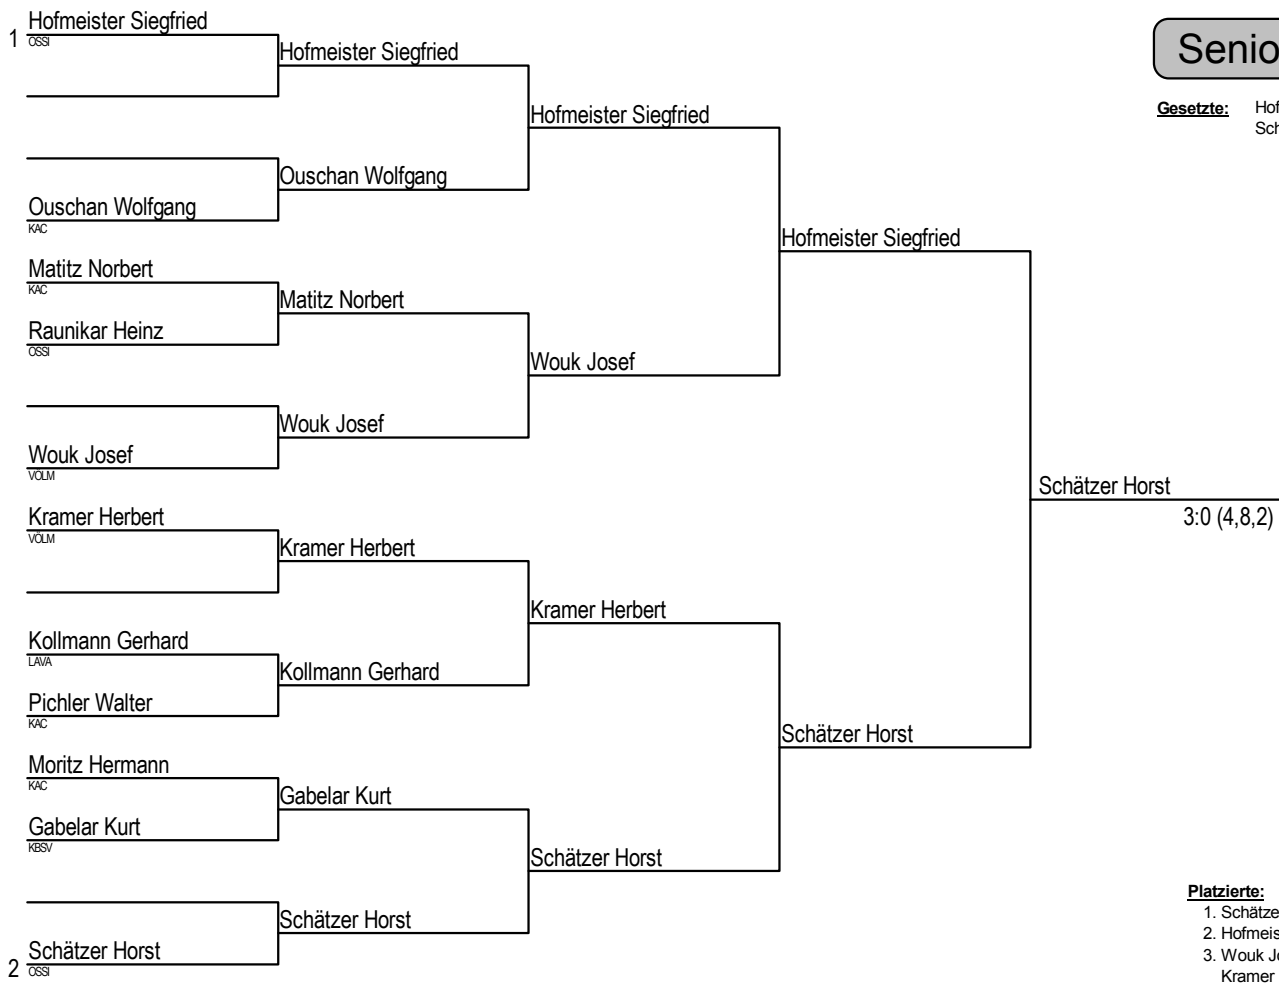 Hofmeister Siegfried
1 OSSI
Hofmeister Siegfried
Hofmeister Siegfried
Ouschan Wolfgang
Ouschan Wolfgang
KAC
Hofmeister Siegfried
Matitz Norbert
KAC
Matitz Norbert
Raunikar Heinz
OSSI
Wouk Josef
Wouk Josef
Wouk Josef
VÖLM
Schätzer Horst
3:0 (4,8,2)
Kramer Herbert
VÖLM
Kramer Herbert
Kramer Herbert
Kollmann Gerhard
LAVA
Kollmann Gerhard
Pichler Walter
KAC
Schätzer Horst
Moritz Hermann
KAC
Gabelar Kurt
Gabelar Kurt
KBSV
Schätzer Horst
Schätzer Horst
Schätzer Horst
2 OSSI
Senio
Gesetzte: Hof
Sch
Platzierte:
1. Schätze
2. Hofmeis
3. Wouk Jo
Kramer